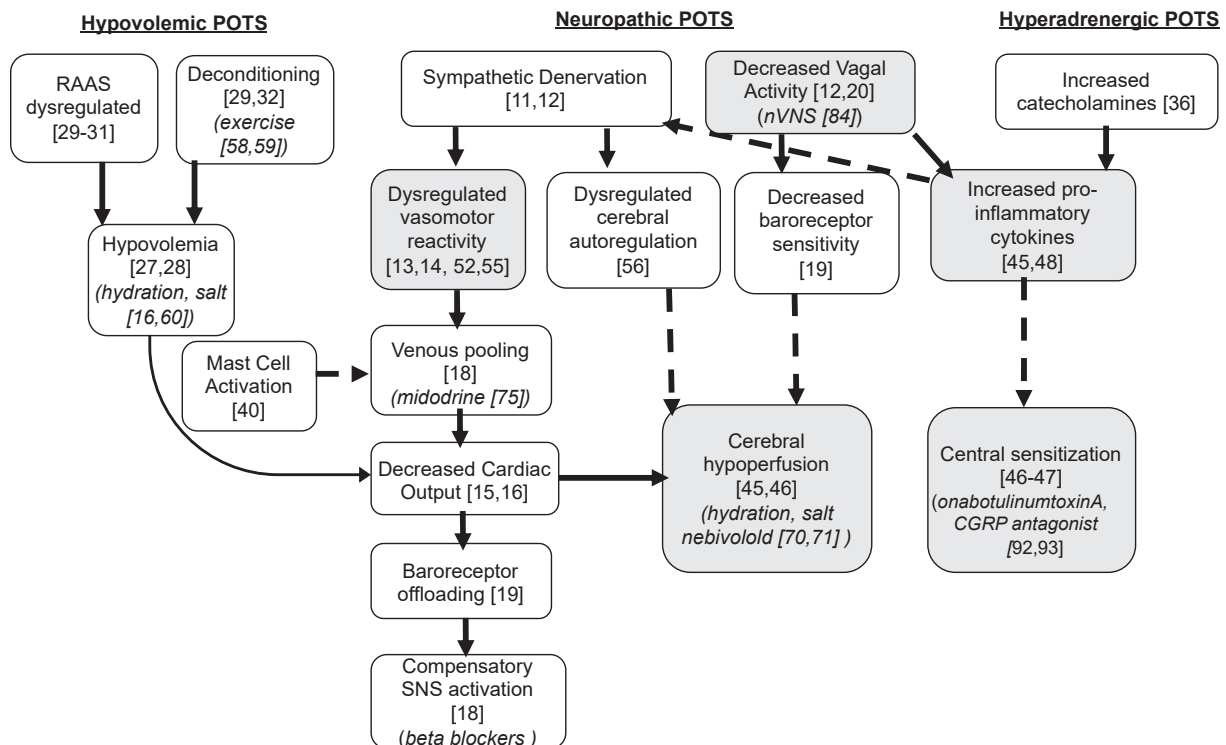 Hypovolemic POTS
Neuropathic POTS
Hyperadrenergic POTS
RAAS
dysregulated
[29-31]
Deconditioning
[29,32]
(exercise
[58,59])
Sympathetic Denervation
[11,12]
Decreased Vagal
Activity [12,20]
(nVNS [84])
Increased
catecholamines [36]
Hypovolemia
[27,28]
(hydration, salt
[16,60])
Dysregulated
vasomotor
reactivity
[13,14, 52,55]
Dysregulated
cerebral
autoregulation
[56]
Decreased
baroreceptor
sensitivity
[19]
Increased pro-
inflammatory
cytokines
[45,48]
Mast Cell
Activation
[40]
Venous pooling
[18]
(midodrine [75])
Decreased Cardiac
Output [15,16]
Cerebral
hypoperfusion
[45,46]
(hydration, salt
nebivolold [70,71] )
Central sensitization
[46-47]
(onabotulinumtoxinA,
CGRP antagonist
[92,93]
Baroreceptor
offloading [19]
Compensatory
SNS activation
[18]
(beta blockers )